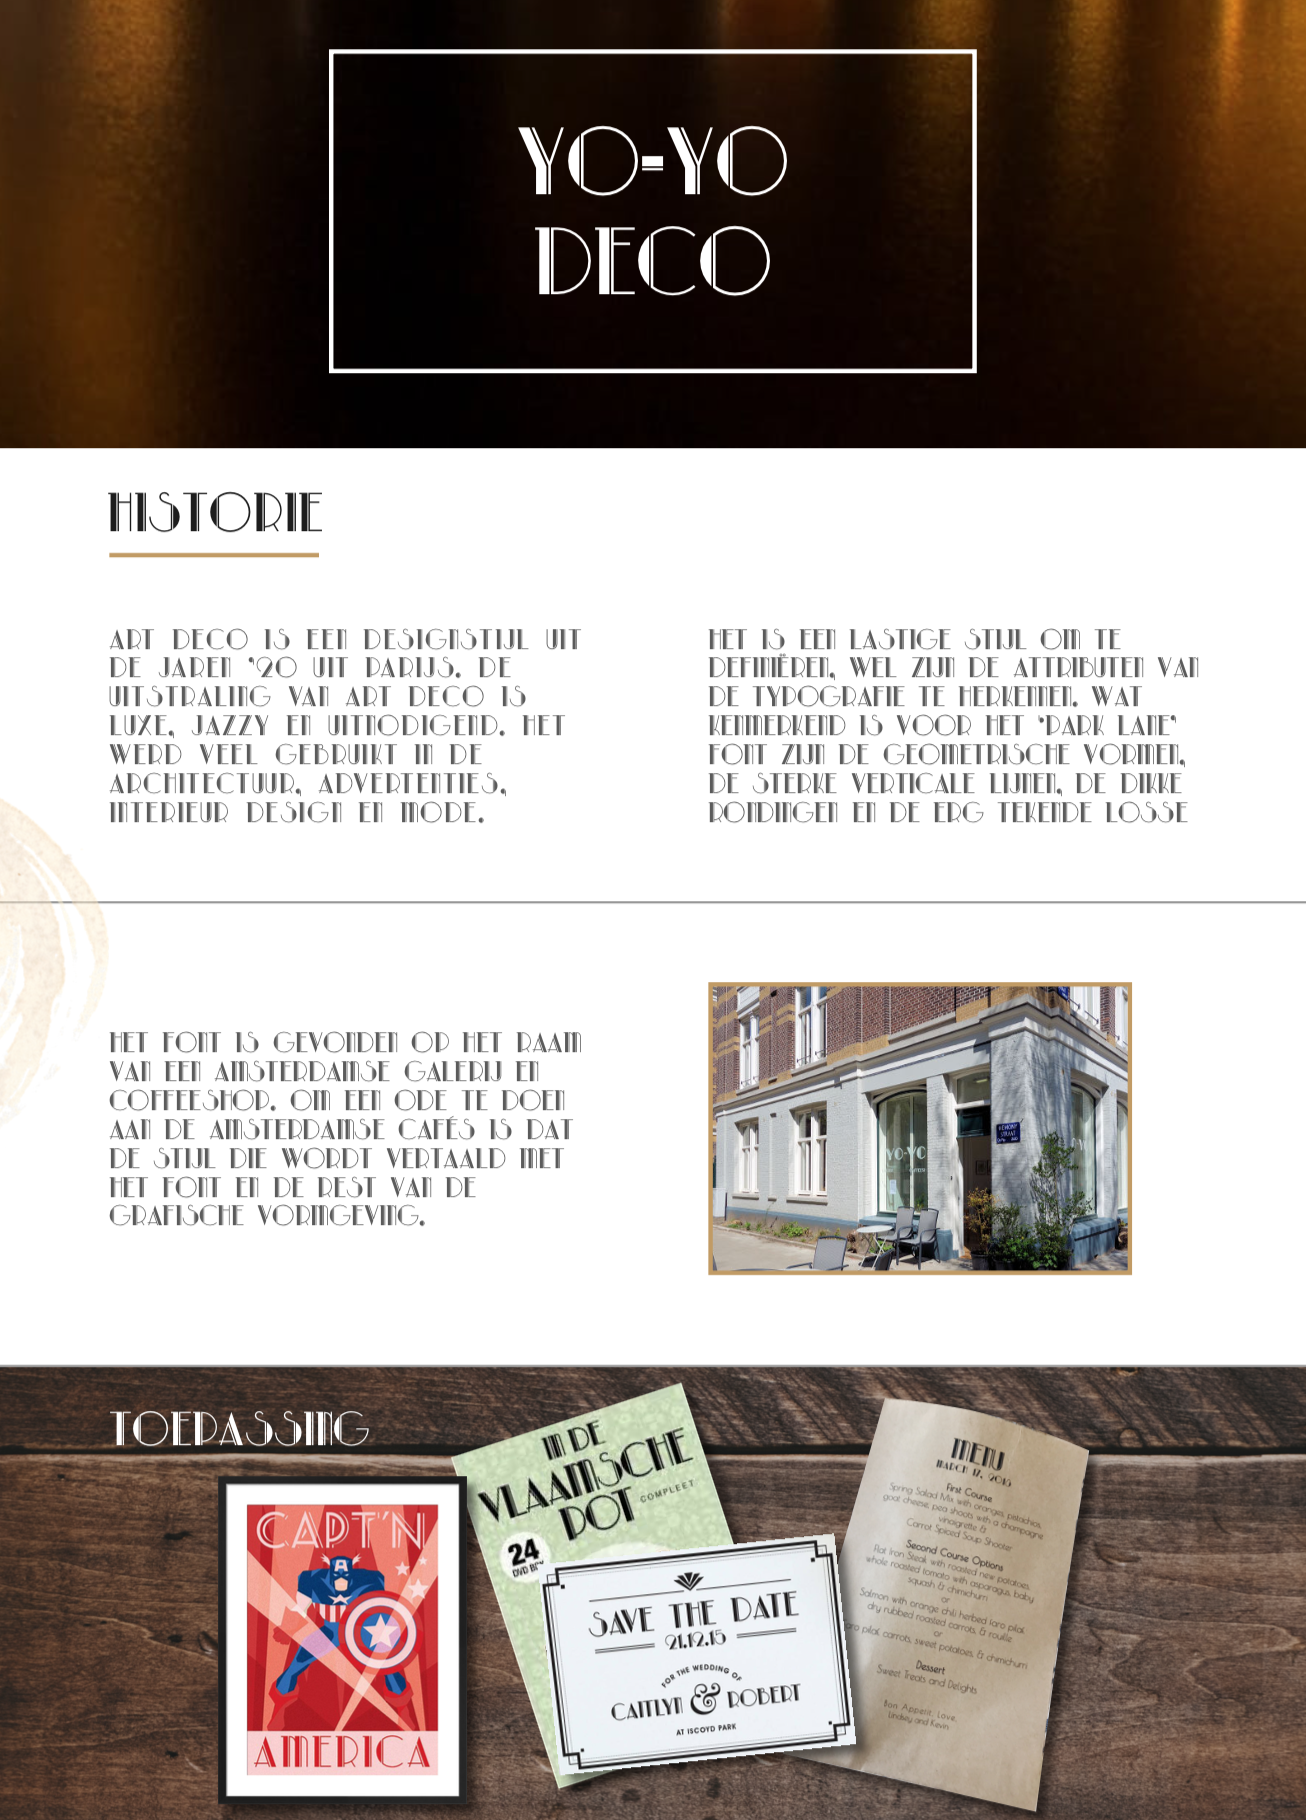 YO-YO
DECO
HISTORIE
ART DECO IS EEN DESIGNSTIJL UIT
DE JAREN '20 UIT PARIJS. DE
UITSTRALING VAN ART DECO IS
LUXE, JAZZY EN UITNODIGEND. HET
WERD VEEL GEBRUIKT IN DE
ARCHITECTUUR, ADVERTENTIES,
INTERIEUR DESIGN EN MODE.
HET IS EEN LASTIGE STIJL OM TE
DEFINIËREN, WEL ZIJN DE ATTRIBUTEN VAN
DE TYPOGRAFIE TE HERKENNEN. WAT
KENMERKEND IS VOOR HET 'PARK LANE'
FONT ZIJN DE GEOMETRISCHE VORMEN,
DE STERKE VERTICALE LIJNEN, DE DIKKE
RONDINGEN EN DE ERG TEKENDE LOSSE
HET FONT IS GEVONDEN OP HET RAAM
VAN EEN AMSTERDAMSE GALERIJ EN
COFFEESHOP. OM EEN ODE TE DOEN
AAN DE AMSTERDAMSE CAFÉS IS DAT
DE STIJL DIE WORDT VERTAALD MET
HET FONT EN DE REST VAN DE
GRAFISCHE VORMGEVING.
YO-YO
HEMONY
STRAAT
TOEPASSING
CAPT'N
AMERICA
IN DE
VLAAMSCHE
POT
COMPLEET
24
DVD BOX
SAVE THE DATE
21.12.15
FOR THE WEDDING OF
CAITLYN & ROBERT
AT ISCOYD PARK
MENU
MARCH 17, 2015
First Course
Spring Salad Mix with oranges, pistachios,
goat cheese, pea shoots with a champagne
vinaigrette &
Carrot Spiced Soup Shooter
Second Course Options
Flat Iron Steak with roasted new potatoes,
whole roasted tomato with asparagus, baby
squash & chimichurri
or
Salmon with orange chili herbed faro pilaf,
dry rubbed roasted carrots, & rouille
or
faro pilaf, carrots, sweet potatoes, & chimichurri
Dessert
Sweet Treats and Delights
Bon Appetit, Love,
Lindsey and Kevin